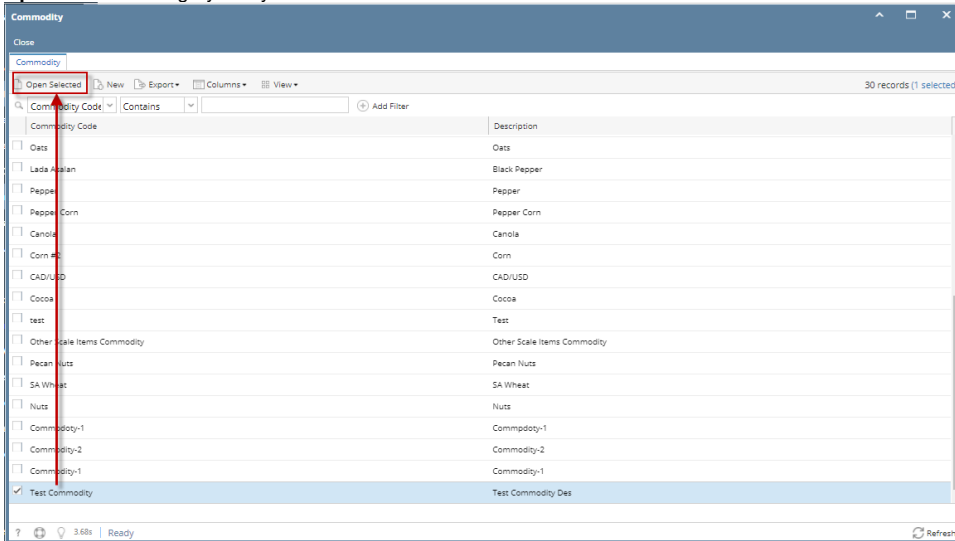 Commodity
Close
Commodity
Open Selected New Export Columns View 30 records (1 selected
Commodity Code Contains Add Filter
Commodity Code Description
Oats Oats
Lada Black Pepper
Pepper Pepper
Pepper Corn Pepper Corn
Canola Canola
Corn #2 Corn
CAD/USD CAD/USD
Cocoa Cocoa
test Test
Other Scale Items Commodity Other Scale Items Commodity
Pecan Nuts Pecan Nuts
SA Wheat SA Wheat
Nuts Nuts
Commpdoty-1 Commpdoty-1
Commodity-2 Commodity-2
Commodity-1 Commodity-1
Test Commodity Test Commodity Des
? 3.68s Ready Refresh